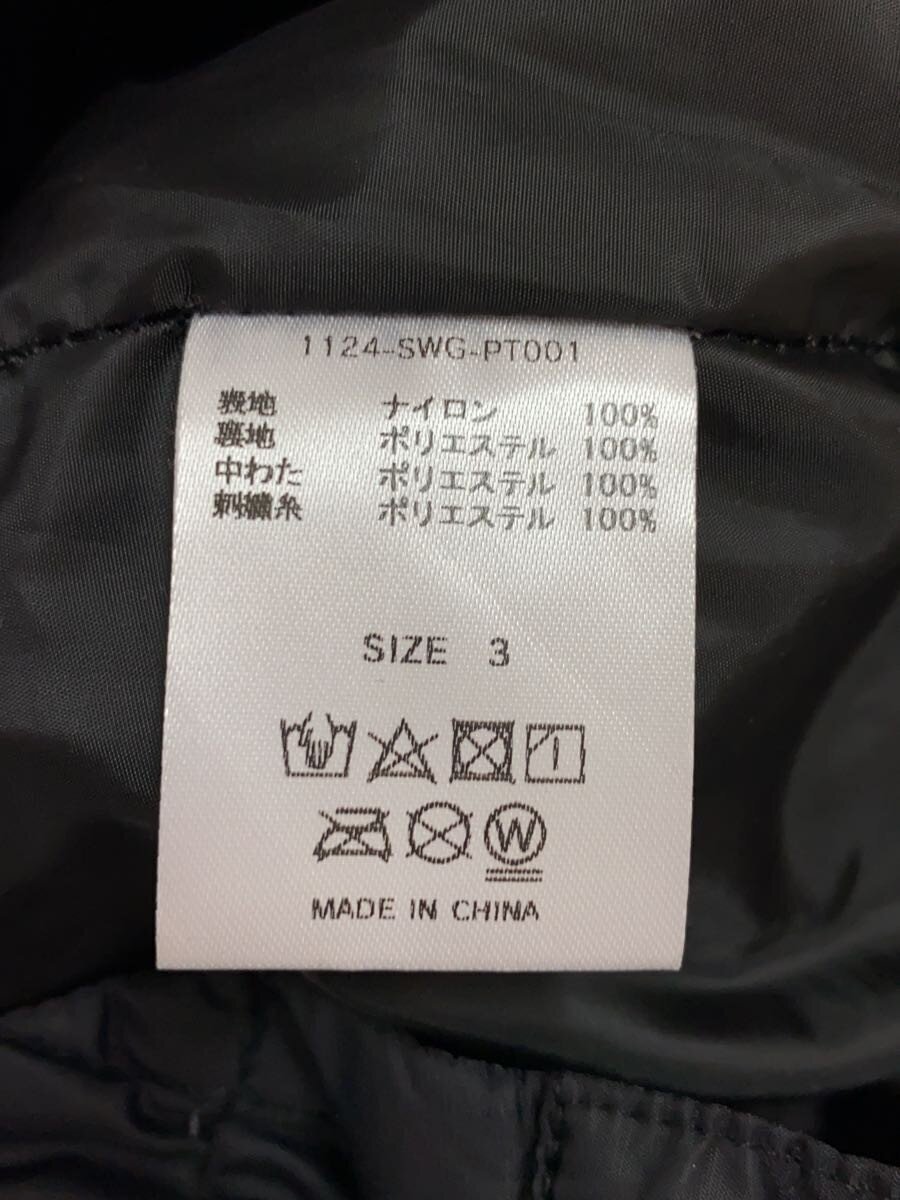 1124-SWG-PT001
表地 ナイロン 100%
裏地 ポリエステル 100%
中わた ポリエステル 100%
刺繍糸 ポリエステル 100%
SIZE 3
W
MADE IN CHINA